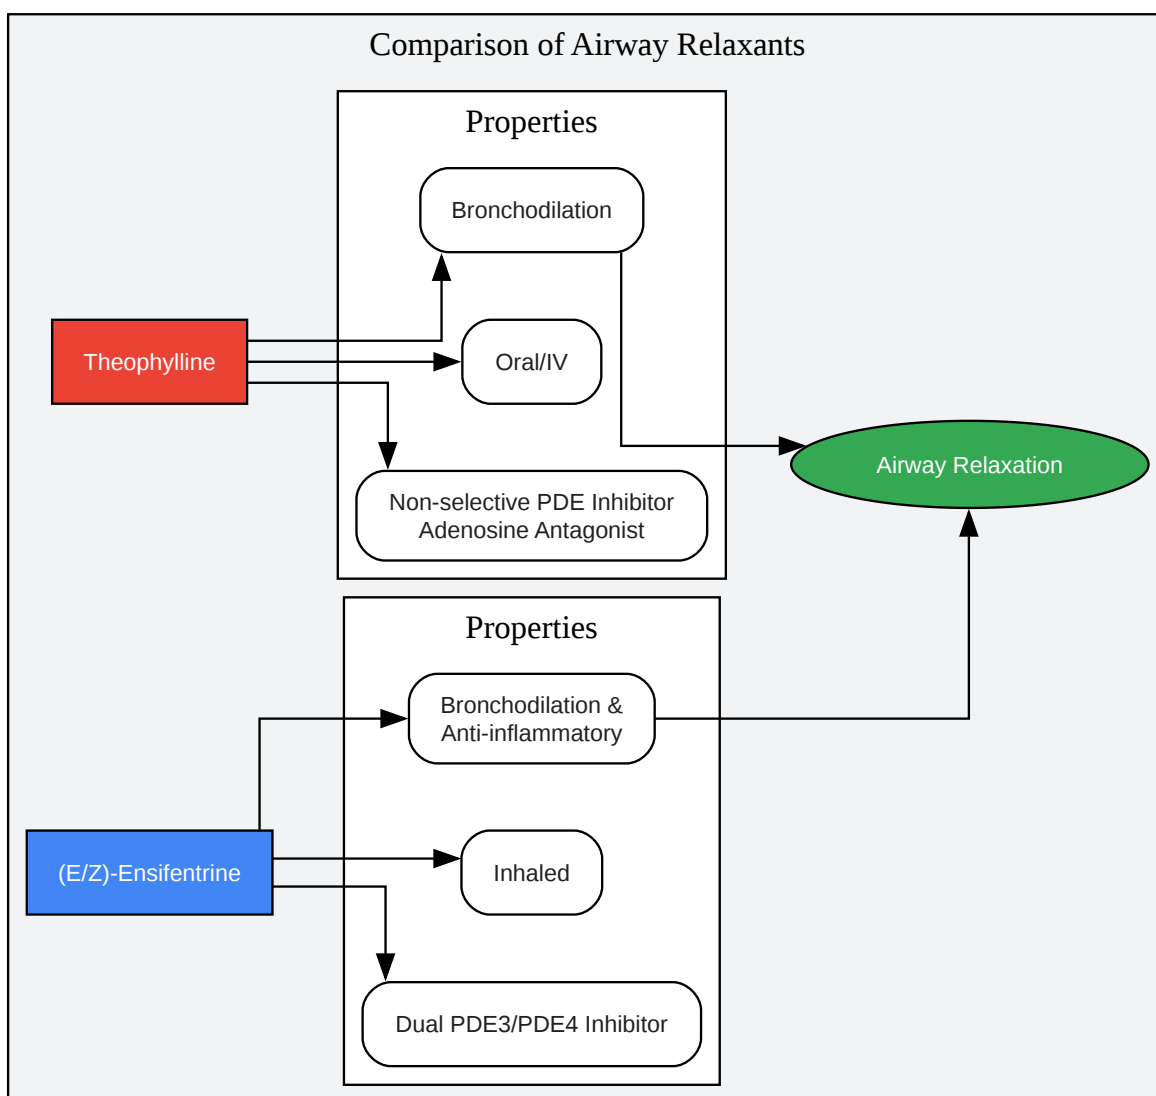 Comparison of Airway Relaxants
Properties
Bronchodilation
Theophylline
Oral/IV
Non-selective PDE Inhibitor
Adenosine Antagonist
Airway Relaxation
Properties
Bronchodilation &
Anti-inflammatory
(E/Z)-Ensifentrine
Inhaled
Dual PDE3/PDE4 Inhibitor